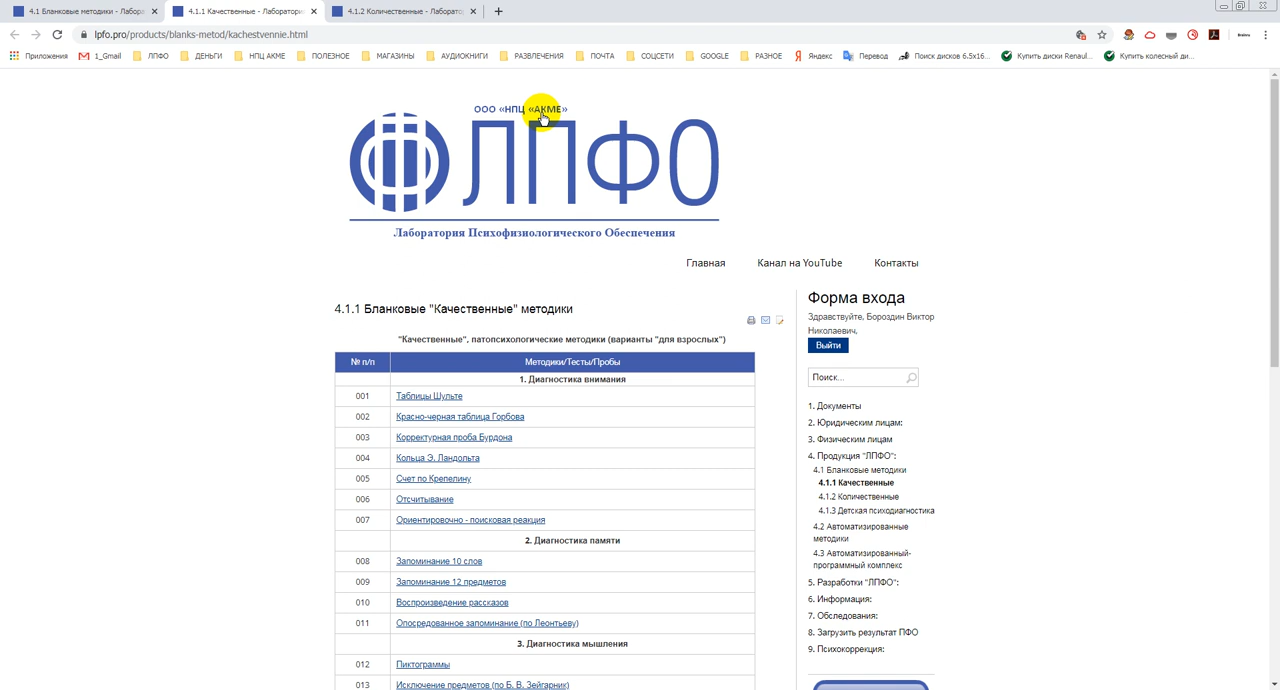 4.1 Бланковые методики - Лабора
4.1.1 Качественные - Лаборатори
4.1.2 Количественные - Лаборато
lpfo.pro/products/blanks-metod/kachestvennie.html
Приложения
1_Gmail
ЛПФО
ДЕНЬГИ
НПЦ АКМЕ
ПОЛЕЗНОЕ
МАГАЗИНЫ
АУДИОКНИГИ
РАЗВЛЕЧЕНИЯ
ПОЧТА
СОЦСЕТИ
GOOGLE
РАЗНОЕ
Яндекс
Перевод
Поиск дисков 6.5x16...
Купить диски Renaul...
Купить колесный ди...
ООО «НПЦ «АКМЕ»
ЛПФО
Лаборатория Психофизиологического Обеспечения
Главная
Канал на YouTube
Контакты
4.1.1 Бланковые "Качественные" методики
"Качественные", патопсихологические методики (варианты "для взрослых")
№ п/п Методики/Тесты/Пробы
1. Диагностика внимания
001 Таблицы Шульте
002 Красно-черная таблица Горбова
003 Корректурная проба Бурдона
004 Кольца Э. Ландольта
005 Счет по Крепелину
006 Отсчитывание
007 Ориентировочно - поисковая реакция
2. Диагностика памяти
008 Запоминание 10 слов
009 Запоминание 12 предметов
010 Воспроизведение рассказов
011 Опосредованное запоминание (по Леонтьеву)
3. Диагностика мышления
012 Пиктограммы
013 Исключение предметов (по Б. В. Зейгарник)
Форма входа
Здравствуйте, Бороздин Виктор
Николаевич,
Выйти
Поиск...
1. Документы
2. Юридическим лицам:
3. Физическим лицам
4. Продукция "ЛПФО":
4.1 Бланковые методики
4.1.1 Качественные
4.1.2 Количественные
4.1.3 Детская психодиагностика
4.2 Автоматизированные
методики
4.3 Автоматизированный-
программный комплекс
5. Разработки "ЛПФО":
6. Информация:
7. Обследования:
8. Загрузить результат ПФО
9. Психокоррекция: